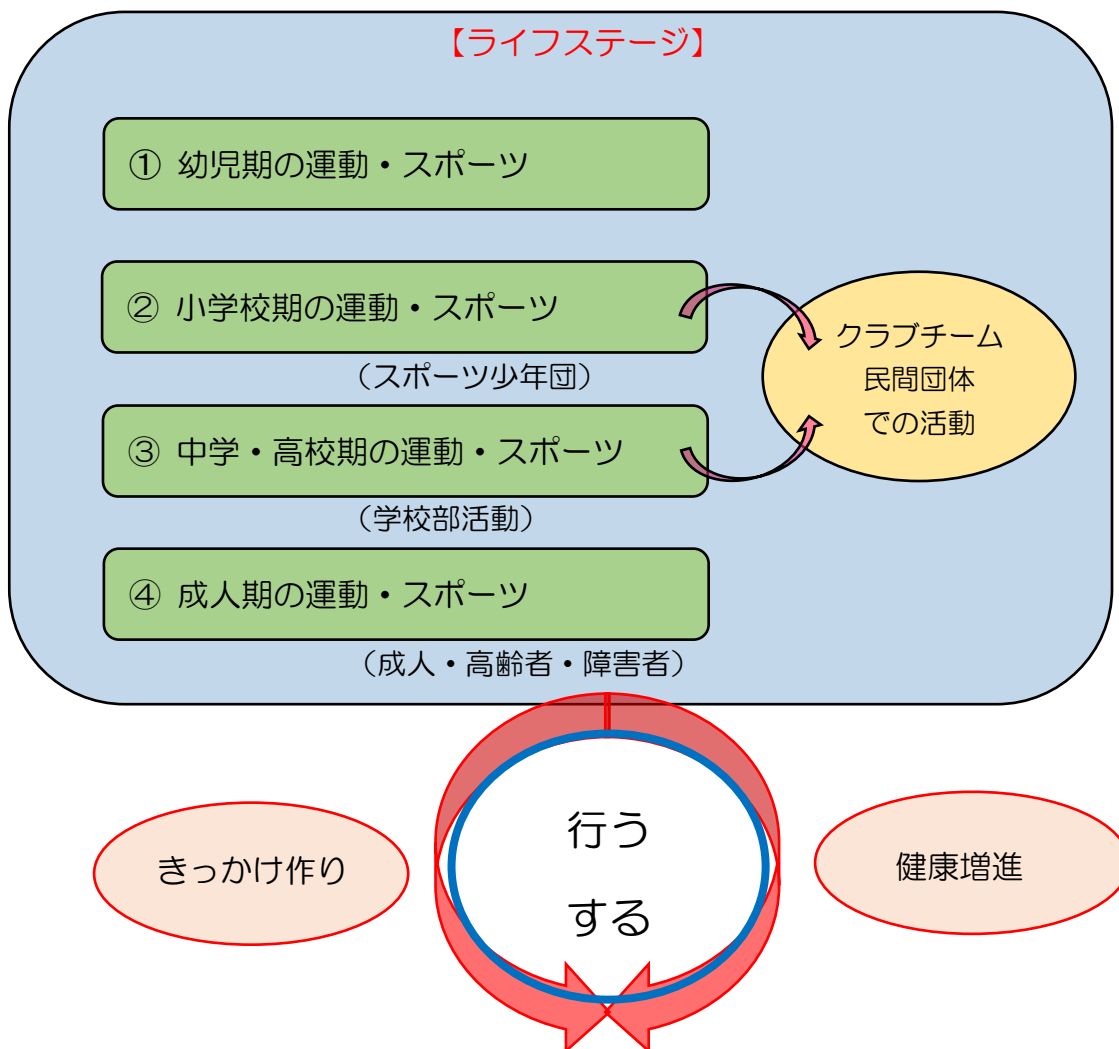 【ライフステージ】
① 幼児期の運動・スポーツ
② 小学校期の運動・スポーツ
（スポーツ少年団）
クラブチーム
民間団体
での活動
③ 中学・高校期の運動・スポーツ
（学校部活動）
④ 成人期の運動・スポーツ
（成人・高齢者・障害者）
きっかけ作り
行う
する
健康増進